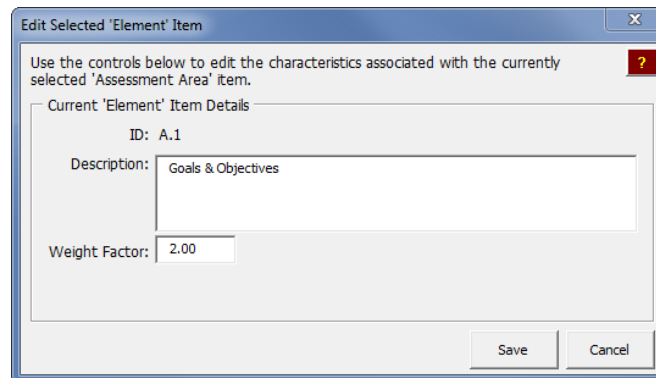 Edit Selected 'Element' Item
X
Use the controls below to edit the characteristics associated with the currently
selected 'Assessment Area' item.
?
Current 'Element' Item Details
ID: A.1
Description: Goals & Objectives
Weight Factor: 2.00
Save Cancel